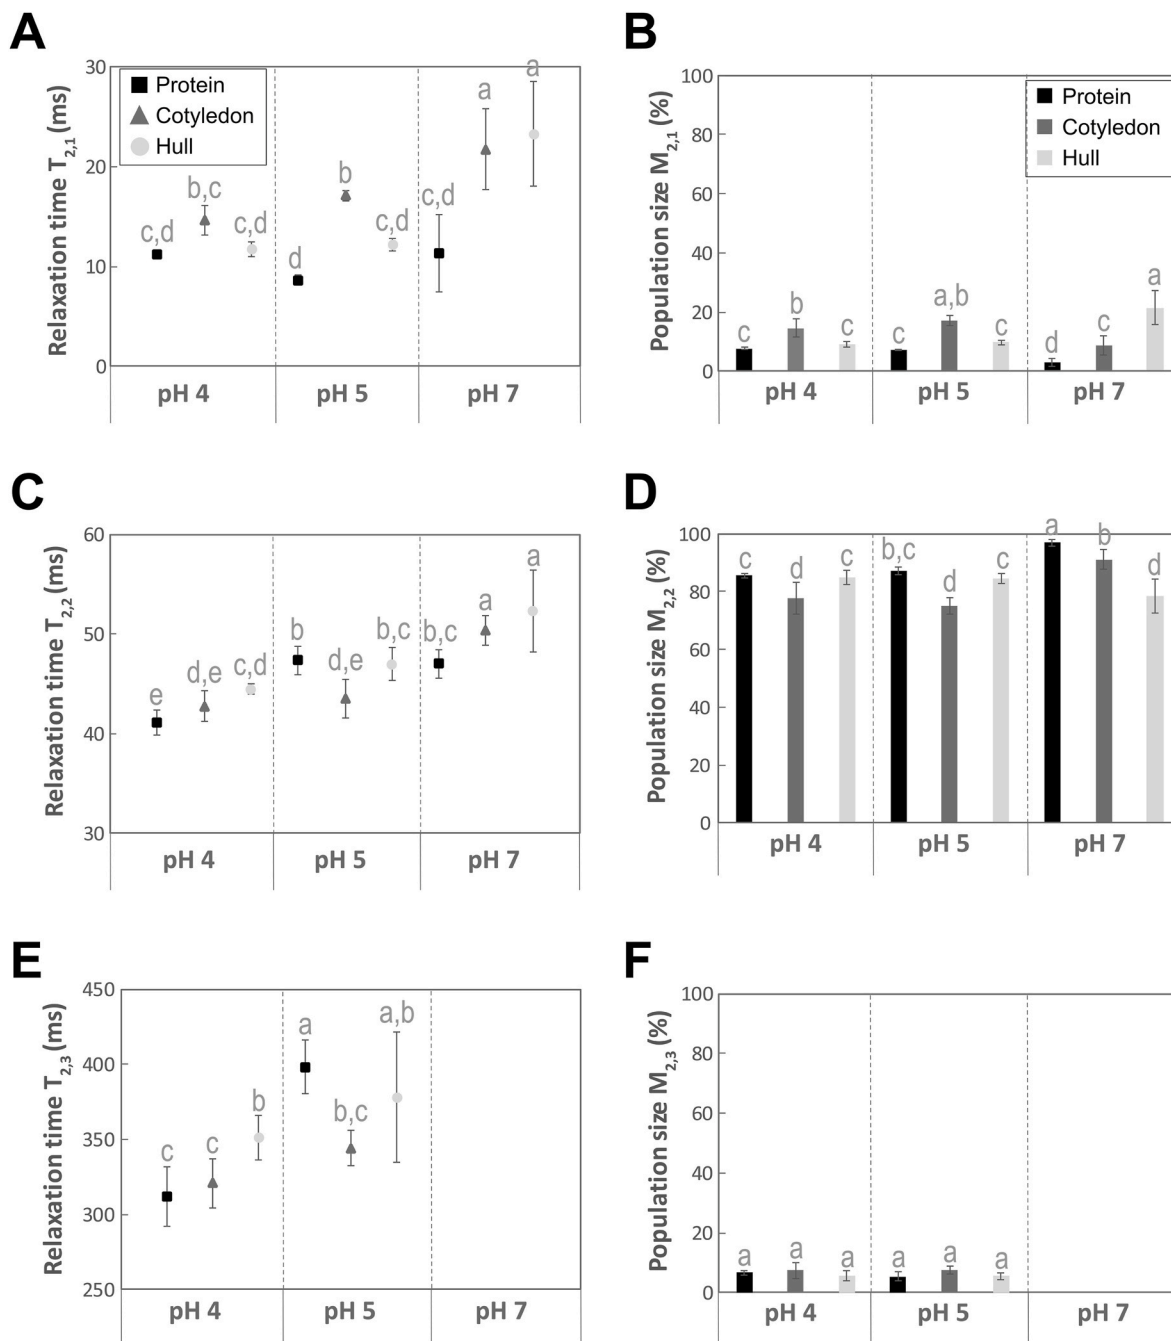 A
Relaxation time T2,1 (ms)
30
20
10
0
Protein
Cotyledon
Hull
c,d
b,c
c,d
d
b
c,d
c,d
a
a
pH 4
pH 5
pH 7
B
Population size M2,1 (%)
100
80
60
40
20
0
Protein
Cotyledon
Hull
c
b
c
c
a,b
c
d
c
a
pH 4
pH 5
pH 7
C
Relaxation time T2,2 (ms)
60
50
40
30
e
d,e
c,d
b
d,e
b,c
b,c
a
a
pH 4
pH 5
pH 7
D
Population size M2,2 (%)
100
80
60
40
20
0
c
d
c
b,c
d
c
a
b
d
pH 4
pH 5
pH 7
E
Relaxation time T2,3 (ms)
450
400
350
300
250
c
c
b
a
b,c
a,b
pH 4
pH 5
pH 7
F
Population size M2,3 (%)
100
80
60
40
20
0
a
a
a
a
a
a
pH 4
pH 5
pH 7